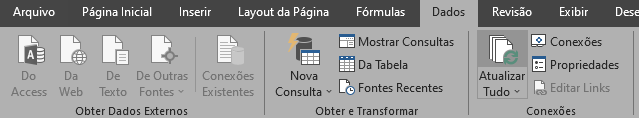 Arquivo Página Inicial Inserir Layout da Página Fórmulas Dados Revisão Exibir Dese
Do Access
Da Web
De Texto
De Outras Fontes
Conexões Existentes
Obter Dados Externos
Nova Consulta
Mostrar Consultas
Da Tabela
Fontes Recentes
Obter e Transformar
Atualizar Tudo
Conexões
Propriedades
Editar Links
Conexões